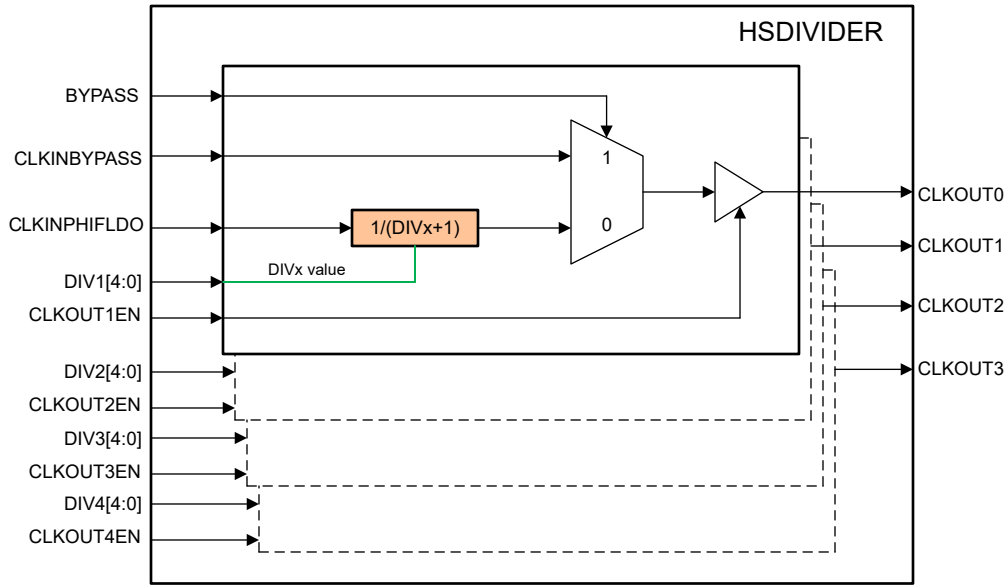 HSDIVIDER
BYPASS
CLKINBYPASS
CLKINPHIFLDO
DIV1[4:0]
CLKOUT1EN
DIV2[4:0]
CLKOUT2EN
DIV3[4:0]
CLKOUT3EN
DIV4[4:0]
CLKOUT4EN
1/(DIVx+1)
DIVx value
1
0
CLKOUT0
CLKOUT1
CLKOUT2
CLKOUT3